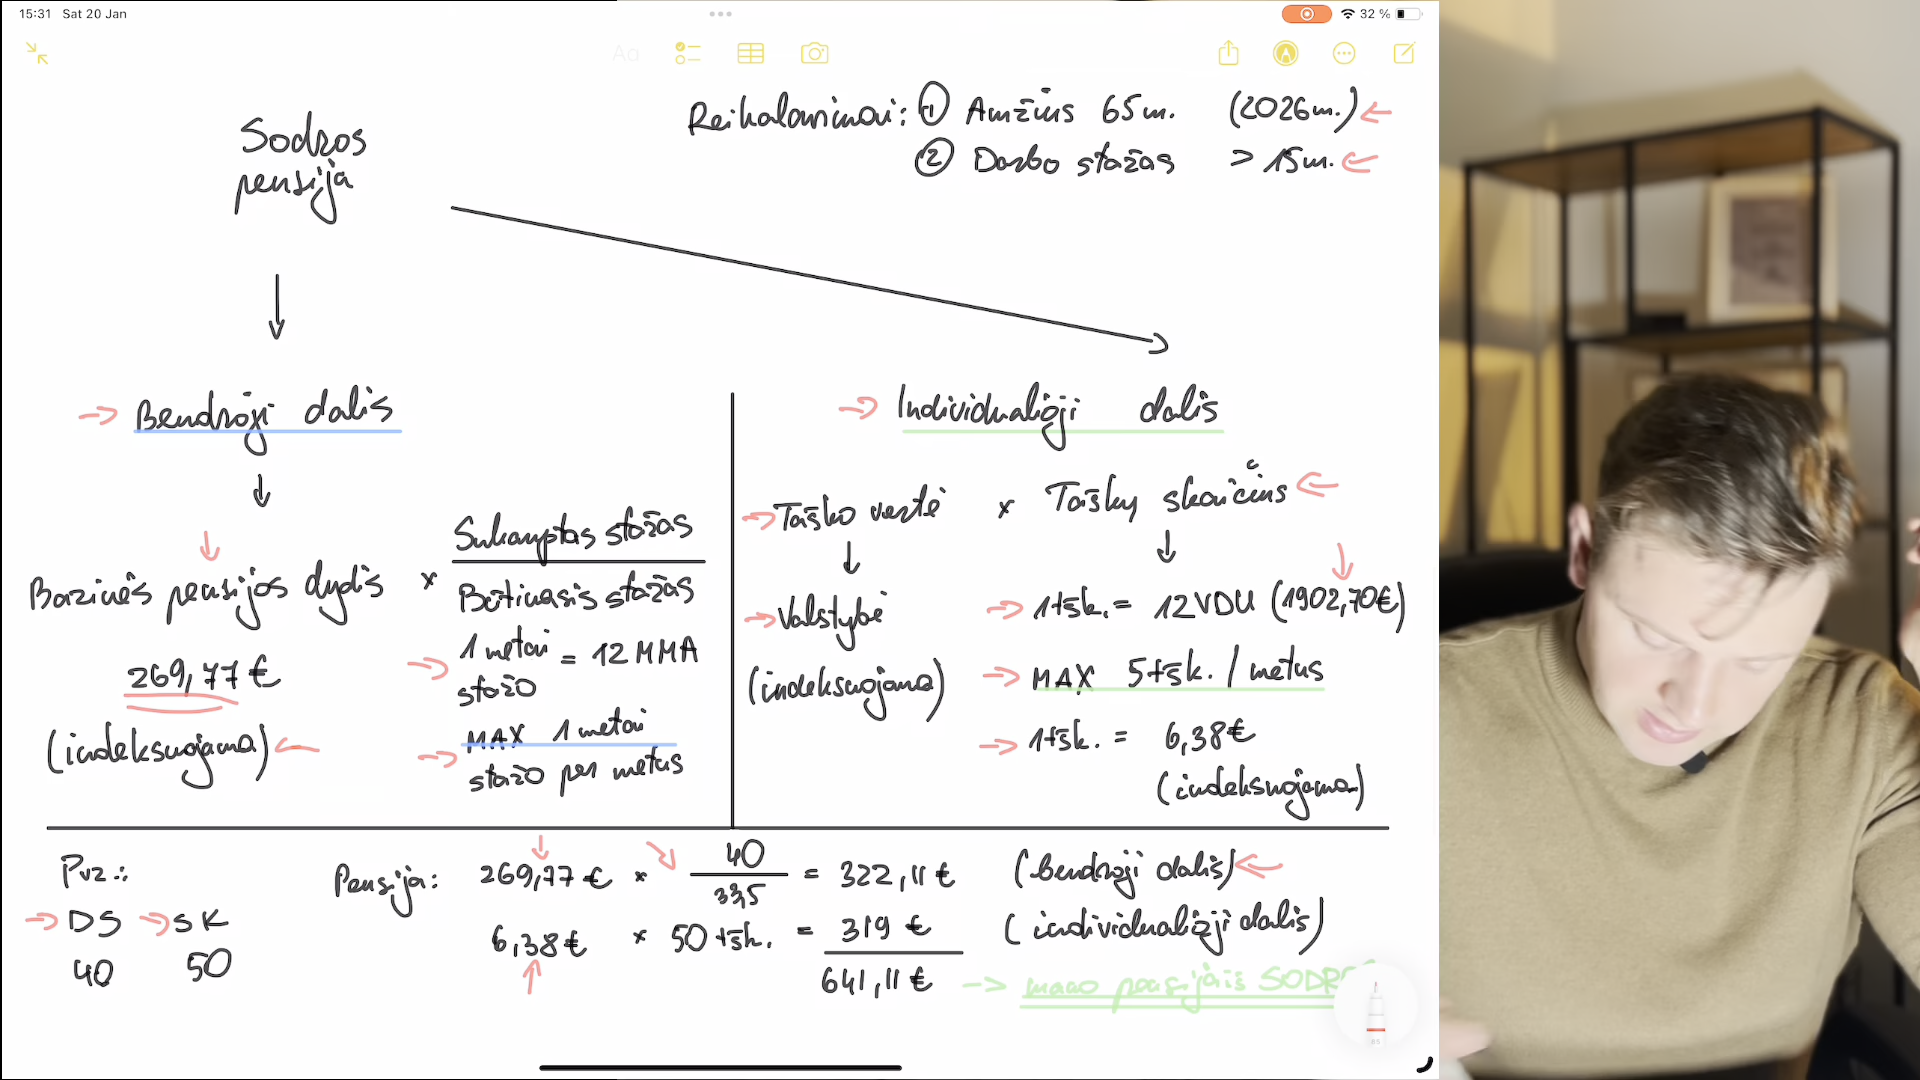 15:31 Sat 20 Jan
32 %
Aa
Sodros
pensija
Reikalavimai: ① Amžius 65m. (2026m.)
② Darbo stažas > 15m.
Bendroji dalis
Bazinės pensijos dydis × Sukauptas stažas
Būtinasis stažas
269,77 €
(indeksuojama)
1 metai = 12 MMA
stažo
MAX 1 metai
stažo per metus
Individualioji dalis
Taško vertė × Taškų skaičius
Valstybė
(indeksuojama)
1 tšk. = 12 VDU (1902,70€)
MAX 5 tšk. / metus
1 tšk. = 6,38€
(indeksuojama)
Pvz.:
DS SK
40 50
Pensija: 269,77 € × 40 = 322,11 € (bendroji dalis)
33,5
6,38 € × 50 tšk. = 319 € (individualioji dalis)
641,11 €
mano pensija iš